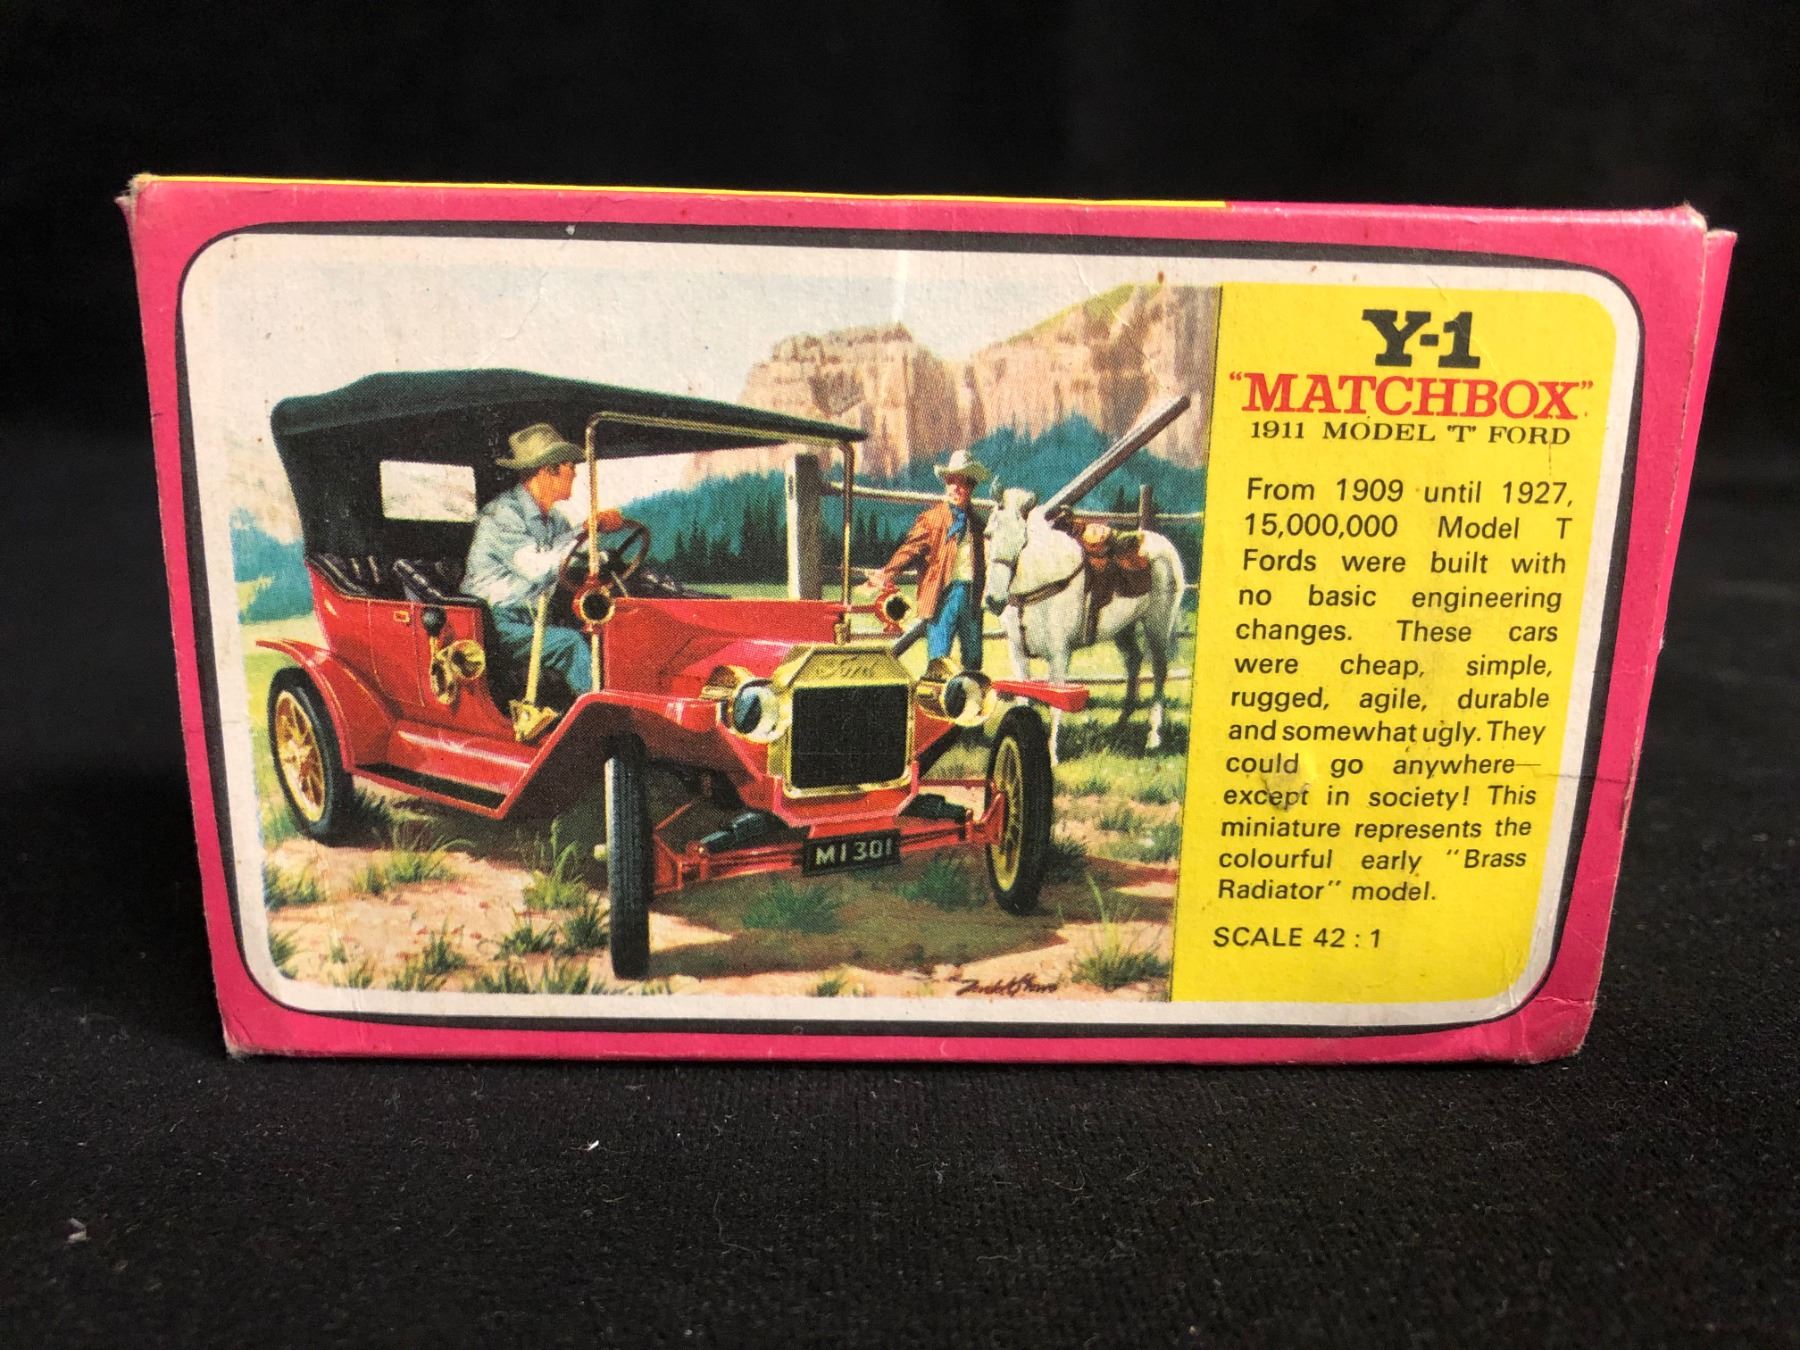 Y-1
"MATCHBOX"
1911 MODEL 'T' FORD
From 1909 until 1927,
15,000,000 Model T
Fords were built with
no basic engineering
changes. These cars
were cheap, simple,
rugged, agile, durable
and somewhat ugly. They
could go anywhere—
except in society! This
miniature represents the
colourful early "Brass
Radiator" model.
SCALE 42 : 1
Ford
M1301